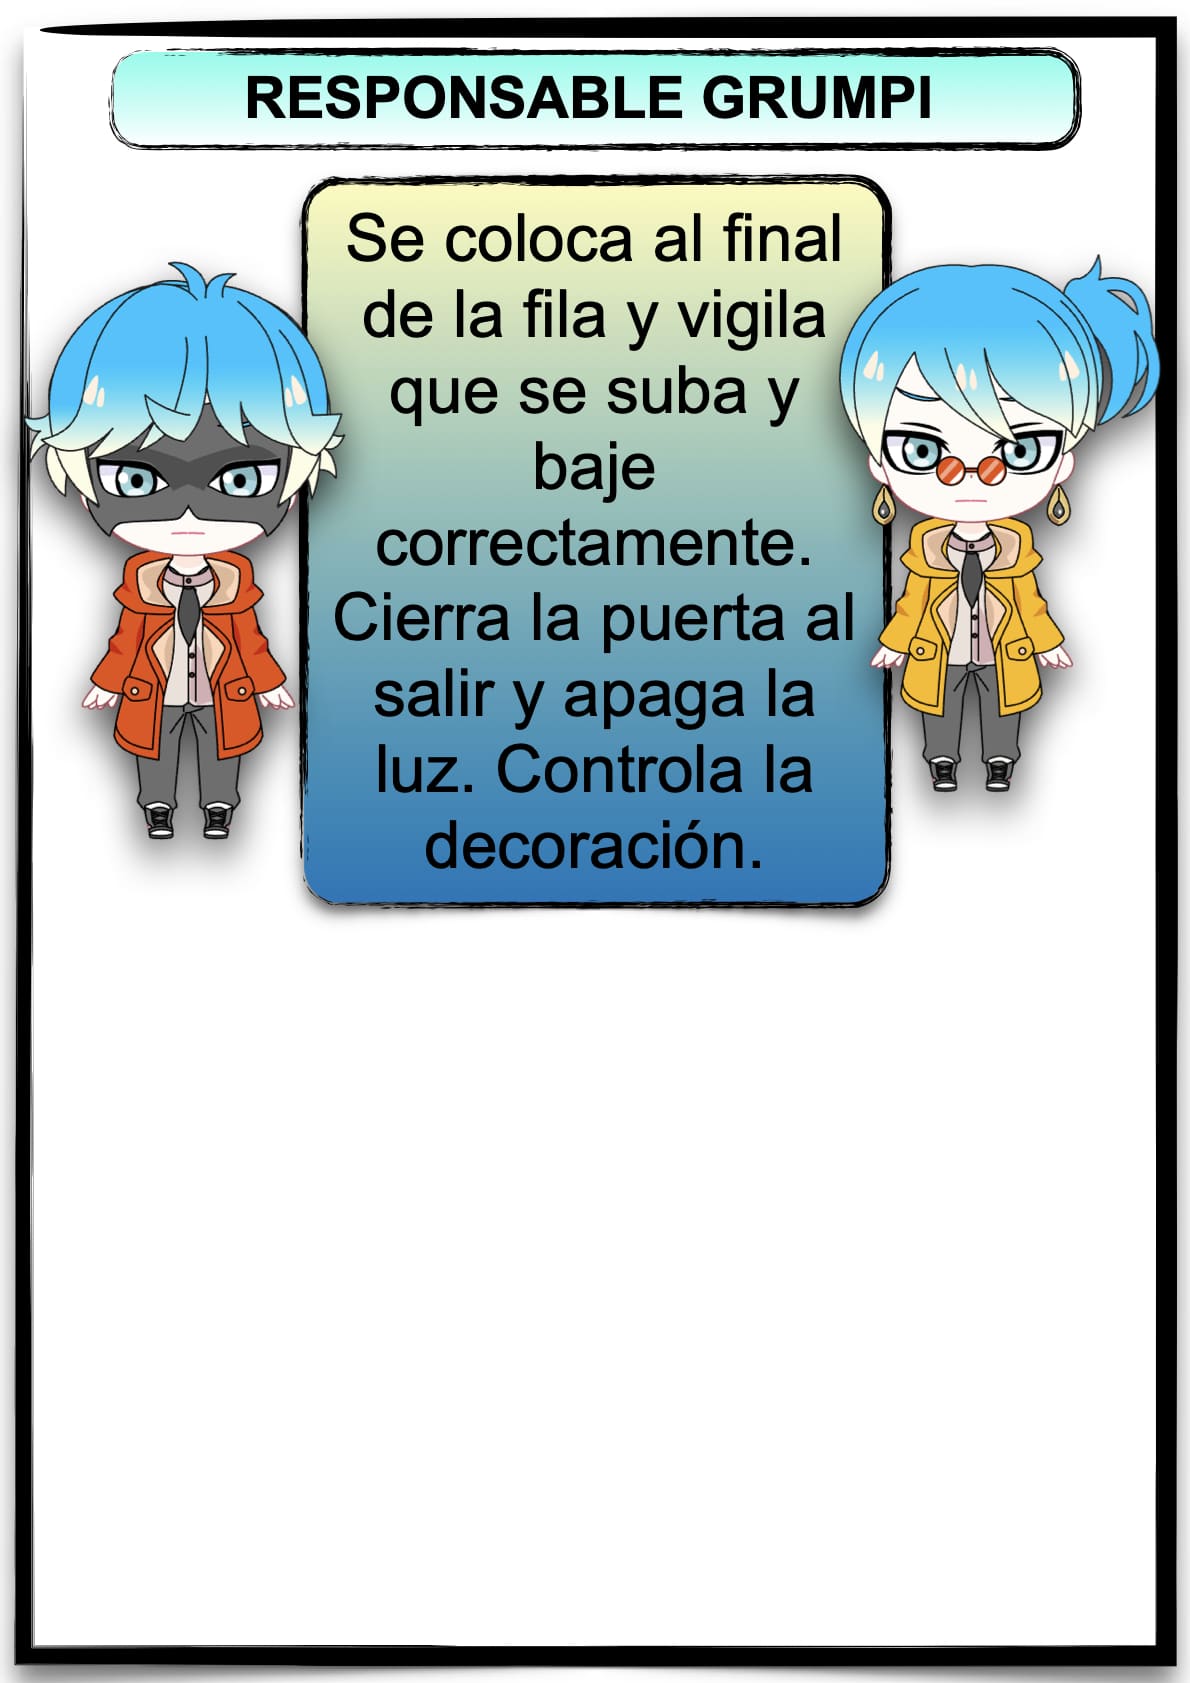 RESPONSABLE GRUMPI
Se coloca al final
de la fila y vigila
que se suba y
baje
correctamente.
Cierra la puerta al
salir y apaga la
luz. Controla la
decoración.